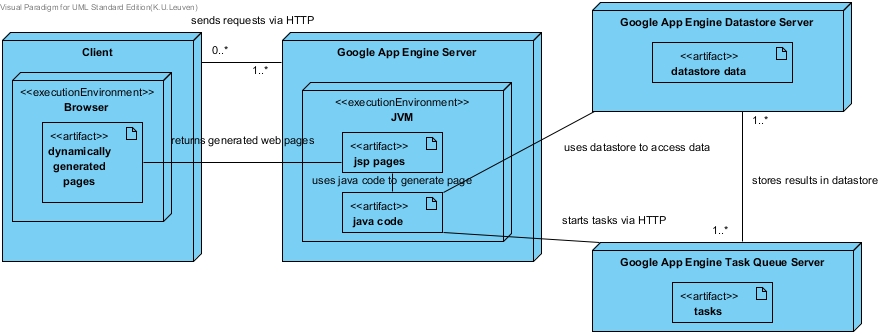 Visual Paradigm for UML Standard Edition(K.U.Leuven)
sends requests via HTTP
0..*
1..*
Client
<<executionEnvironment>>
Browser
<<artifact>>
dynamically
generated
pages
returns generated web pages
Google App Engine Server
<<executionEnvironment>>
JVM
<<artifact>>
jsp pages
uses java code to generate page
<<artifact>>
java code
Google App Engine Datastore Server
<<artifact>>
datastore data
uses datastore to access data
1..*
stores results in datastore
1..*
starts tasks via HTTP
Google App Engine Task Queue Server
<<artifact>>
tasks